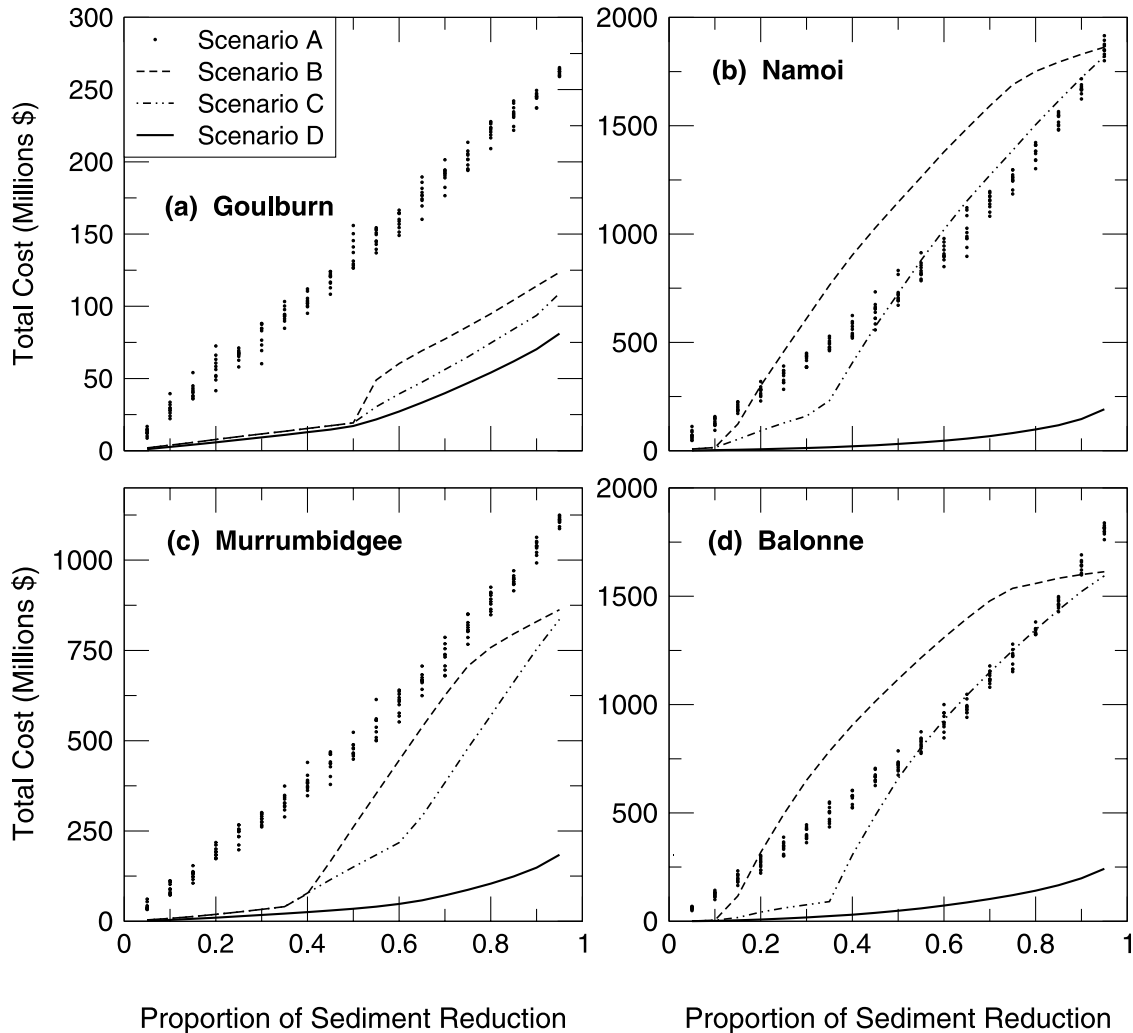 300
250
200
150
100
50
0
Total Cost (Millions $)
Scenario A
Scenario B
Scenario C
Scenario D
(a) Goulburn
2000
1500
1000
500
0
(b) Namoi
1000
750
500
250
0
Total Cost (Millions $)
(c) Murrumbidgee
0 0.2 0.4 0.6 0.8 1
Proportion of Sediment Reduction
2000
1500
1000
500
0
(d) Balonne
0.2 0.4 0.6 0.8 1
Proportion of Sediment Reduction